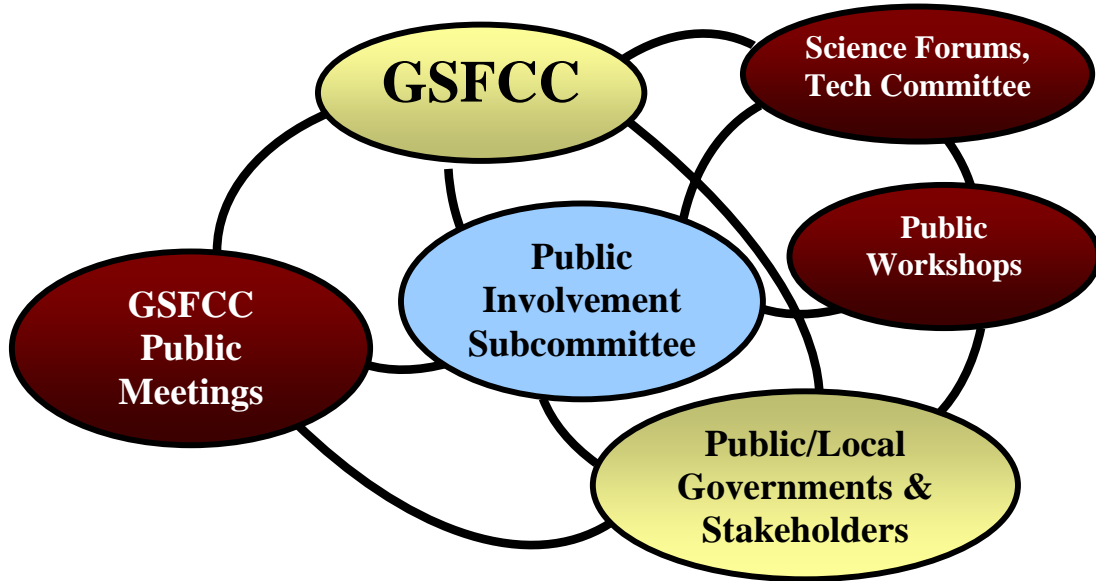 GSFCC
Science Forums,
Tech Committee
Public
Workshops
Public
Involvement
Subcommittee
GSFCC
Public
Meetings
Public/Local
Governments &
Stakeholders